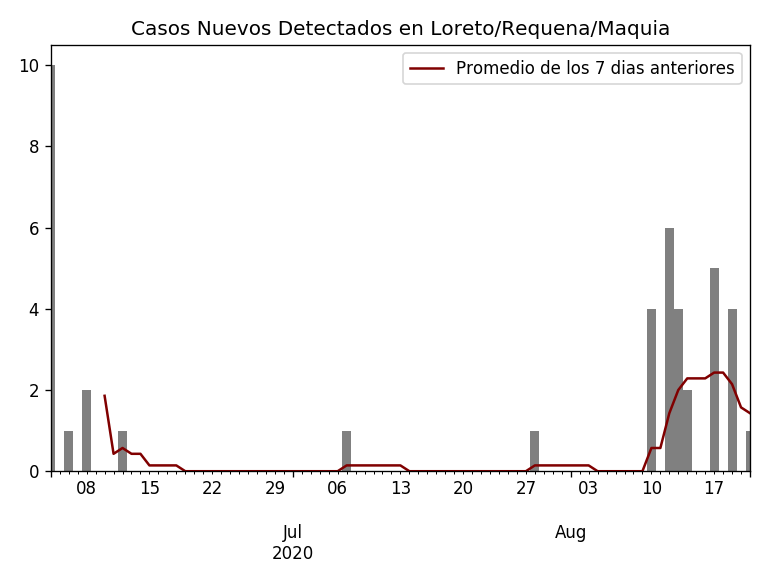 Casos Nuevos Detectados en Loreto/Requena/Maquia
Promedio de los 7 dias anteriores
10
8
6
4
2
0
08 15 22 29 06 13 20 27 03 10 17
Jul Aug
2020